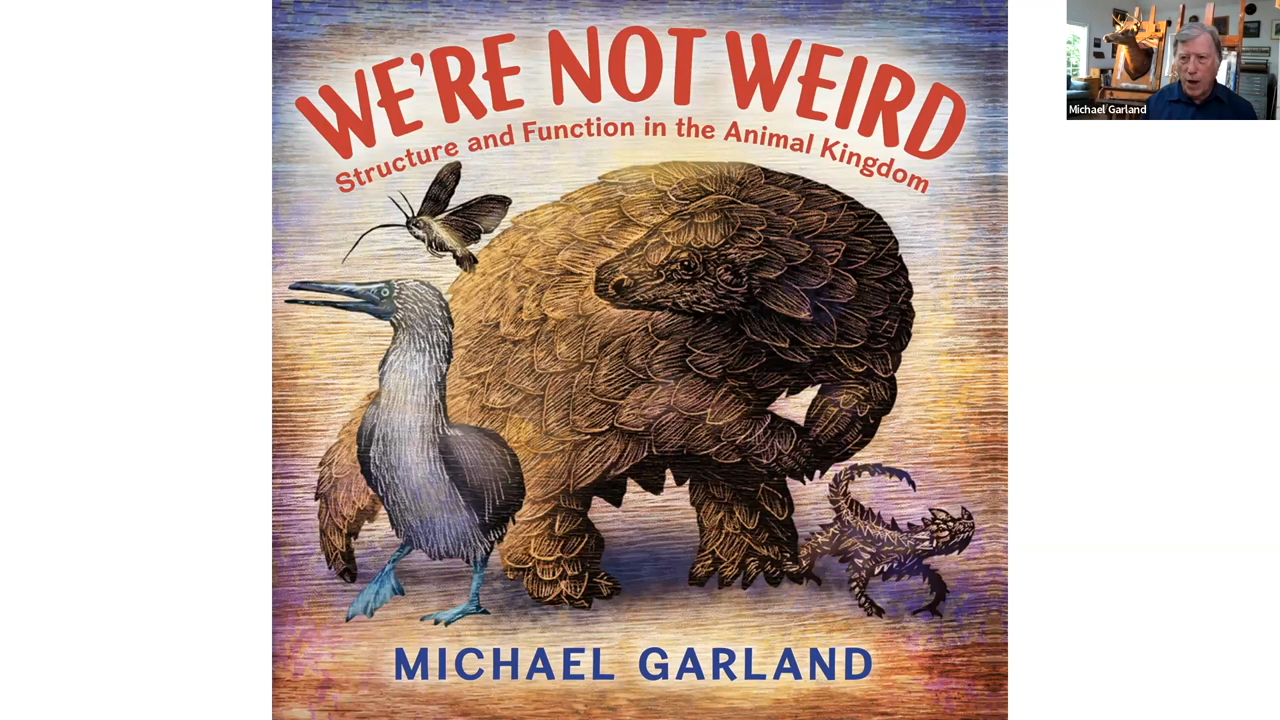 WE'RE NOT WEIRD
Structure and Function in the Animal Kingdom
MICHAEL GARLAND
Michael Garland